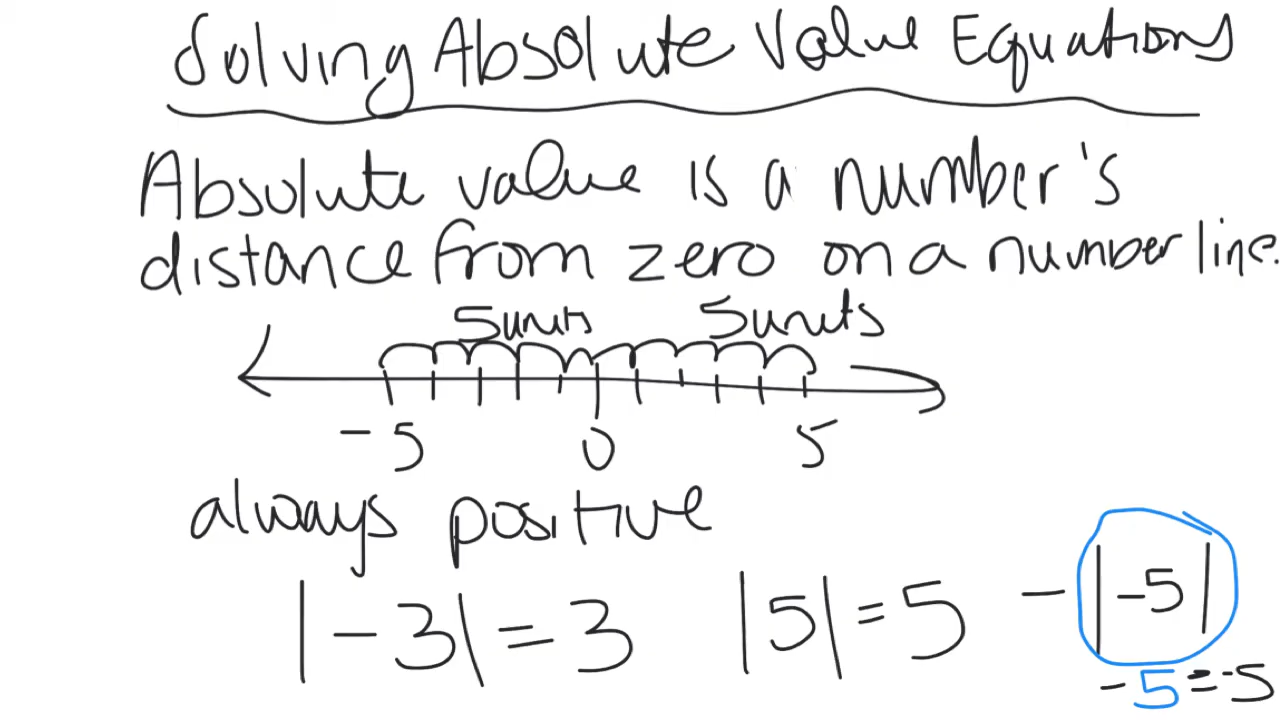 Solving Absolute Value Equations
Absolute value is a number's
distance from zero on a number line.
5 units 5 units
-5 0 5
always positive
|-3| = 3 |5| = 5 -|-5|
-5 = -5